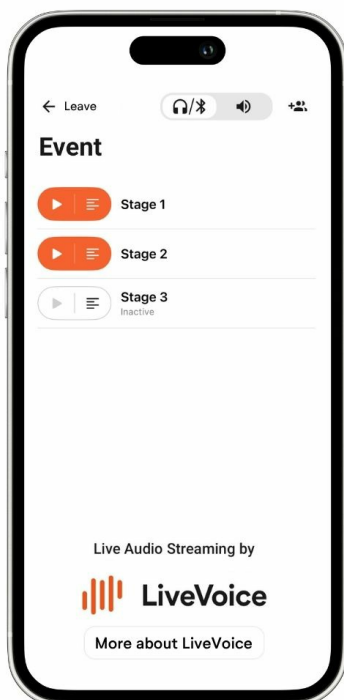 Leave
Event
Stage 1
Stage 2
Stage 3
Inactive
Live Audio Streaming by
LiveVoice
More about LiveVoice